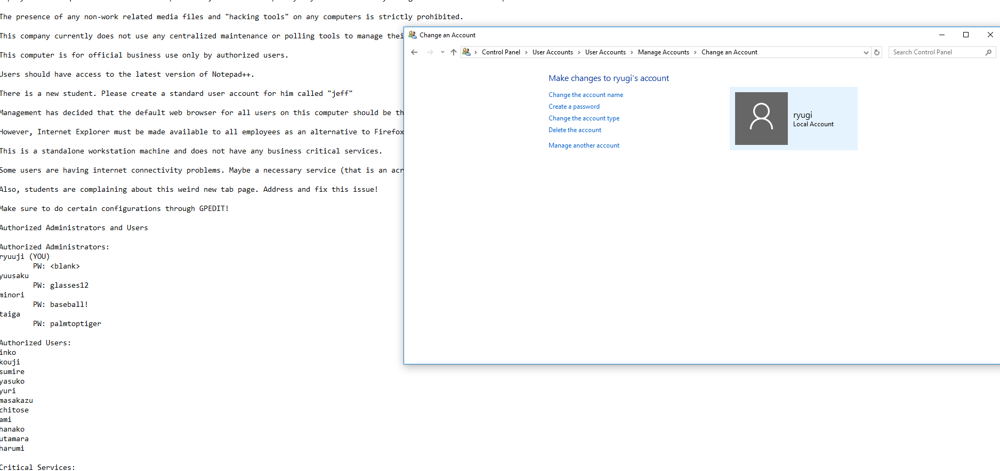 The presence of any non-work related media files and "hacking tools" on any computers is strictly prohibited.
This company currently does not use any centralized maintenance or polling tools to manage thei
This computer is for official business use only by authorized users.
Users should have access to the latest version of Notepad++.
There is a new student. Please create a standard user account for him called "jeff"
Management has decided that the default web browser for all users on this computer should be th
However, Internet Explorer must be made available to all employees as an alternative to Firefox
This is a standalone workstation machine and does not have any business critical services.
Some users are having internet connectivity problems. Maybe a necessary service (that is an acr
Also, students are complaining about this weird new tab page. Address and fix this issue!
Make sure to do certain configurations through GPEDIT!
Authorized Administrators and Users
Authorized Administrators:
ryuuji (YOU)
PW: <blank>
yuusaku
PW: glasses12
minori
PW: baseball!
taiga
PW: palmtoptiger
Authorized Users:
inko
kouji
sumire
yasuko
yuri
masakazu
chitose
ami
hanako
utamara
harumi
Critical Services:
Change an Account
Control Panel > User Accounts > User Accounts > Manage Accounts > Change an Account
Search Control Panel
Make changes to ryugi's account
Change the account name
Create a password
Change the account type
Delete the account
Manage another account
ryugi
Local Account